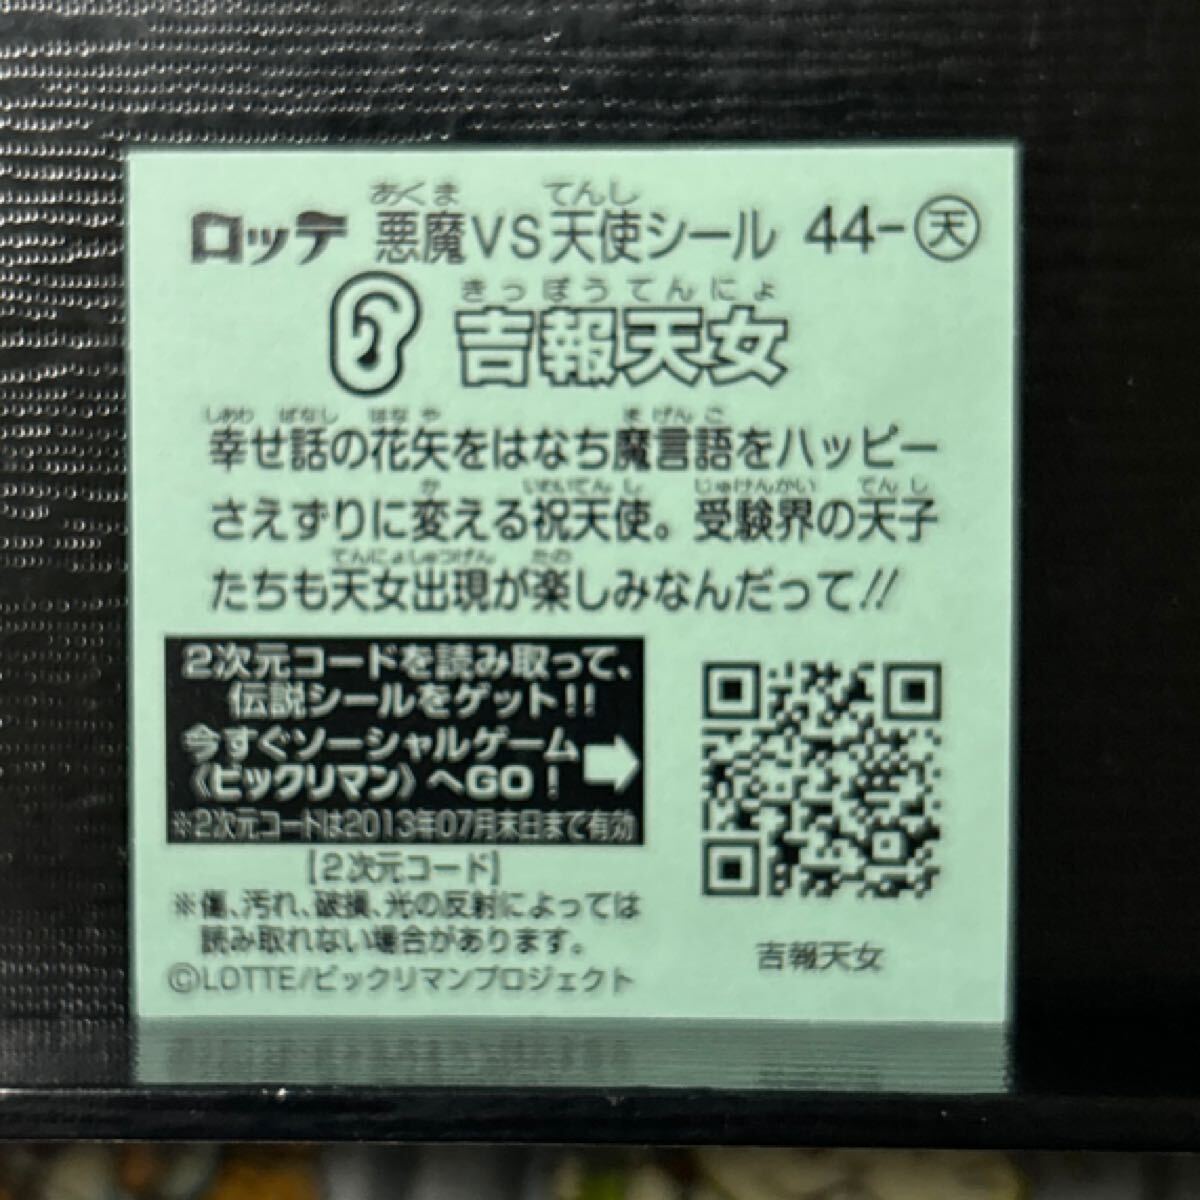 あくま てんし
ロッテ 悪魔VS天使シール 44-天
きっぽうてんにょ
吉報天女
しあわ ばなし はな や ま げん ご
幸せ話の花矢をはなち魔言語をハッピー
か いわいてん し じゅけんかい てん し
さえずりに変える祝天使。受験界の天子
てんにょしゅつげん たの
たちも天女出現が楽しみなんだって!!
2次元コードを読み取って、
伝説シールをゲット!!
今すぐソーシャルゲーム
《ビックリマン》へGO!
※2次元コードは2013年07月末日まで有効
[2次元コード]
※傷、汚れ、破損、光の反射によっては
読み取れない場合があります。
©LOTTE/ビックリマンプロジェクト
吉報天女